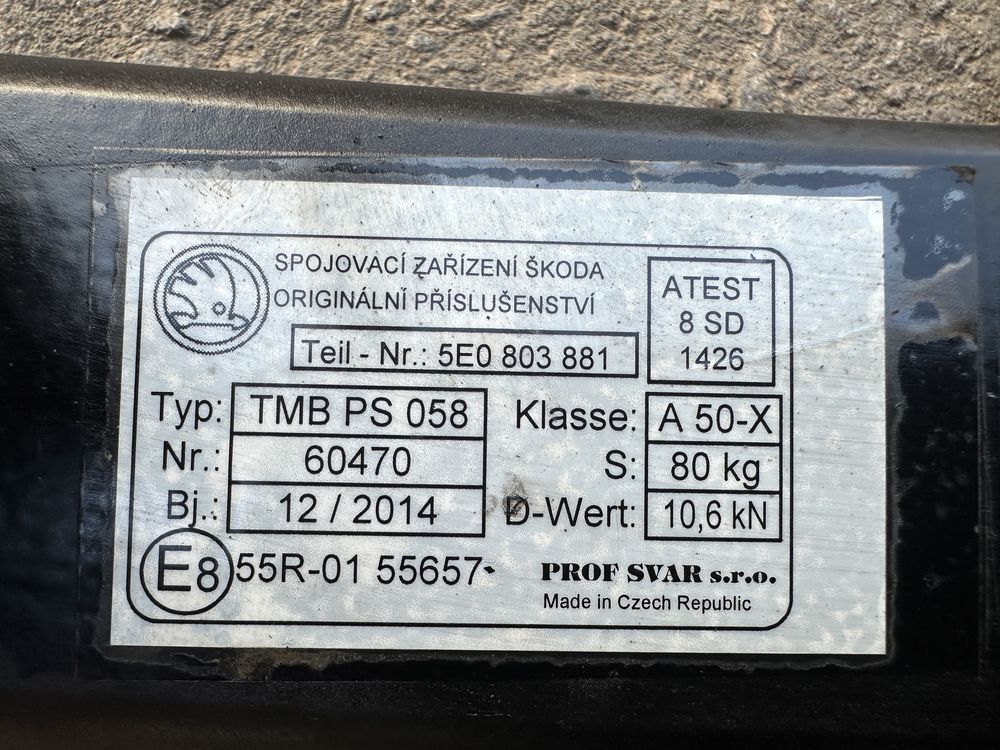 SPOJOVACÍ ZAŘÍZENÍ ŠKODA
ORIGINÁLNÍ PŘÍSLUŠENSTVÍ
Teil - Nr.: 5E0 803 881
ATEST
8 SD
1426
Typ: TMB PS 058
Nr.: 60470
Bj.: 12 / 2014
Klasse: A 50-X
S: 80 kg
D-Wert: 10,6 kN
E8 55R-01 55657
PROF SVAR s.r.o.
Made in Czech Republic